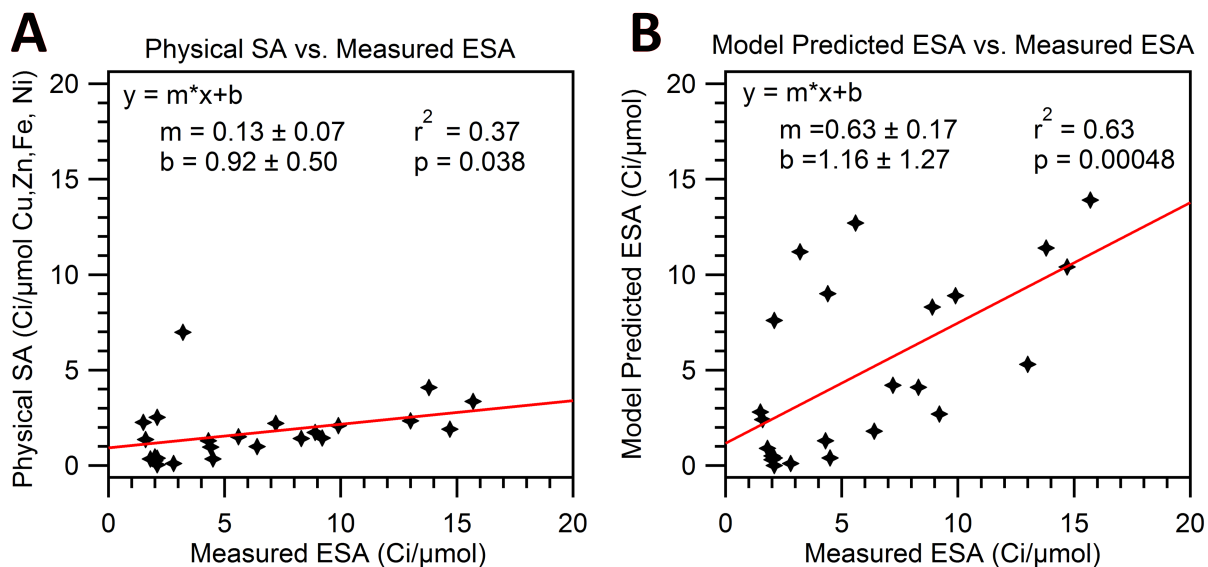 A
Physical SA vs. Measured ESA
y = m*x+b
m = 0.13 ± 0.07
r² = 0.37
b = 0.92 ± 0.50
p = 0.038
Physical SA (Ci/µmol Cu,Zn,Fe, Ni)
20
15
10
5
0
0 5 10 15 20
Measured ESA (Ci/µmol)
B
Model Predicted ESA vs. Measured ESA
y = m*x+b
m =0.63 ± 0.17
r² = 0.63
b =1.16 ± 1.27
p = 0.00048
Model Predicted ESA (Ci/µmol)
20
15
10
5
0
0 5 10 15 20
Measured ESA (Ci/µmol)